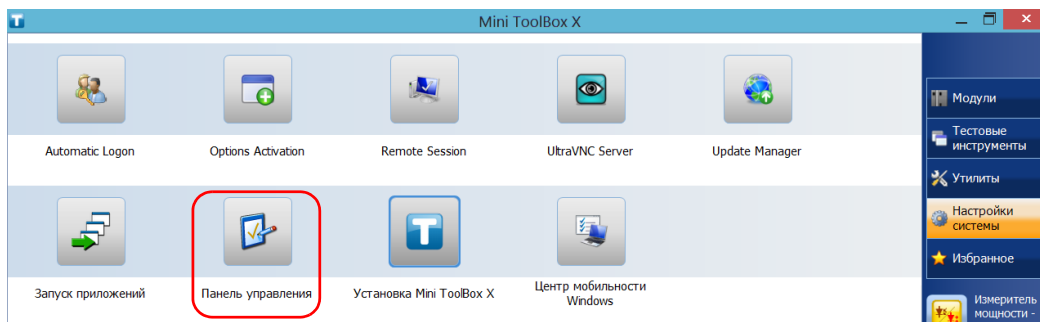 Mini ToolBox X
Automatic Logon
Options Activation
Remote Session
UltraVNC Server
Update Manager
Запуск приложений
Панель управления
Установка Mini ToolBox X
Центр мобильности
Windows
Модули
Тестовые
инструменты
Утилиты
Настройки
системы
Избранное
Измеритель
мощности -